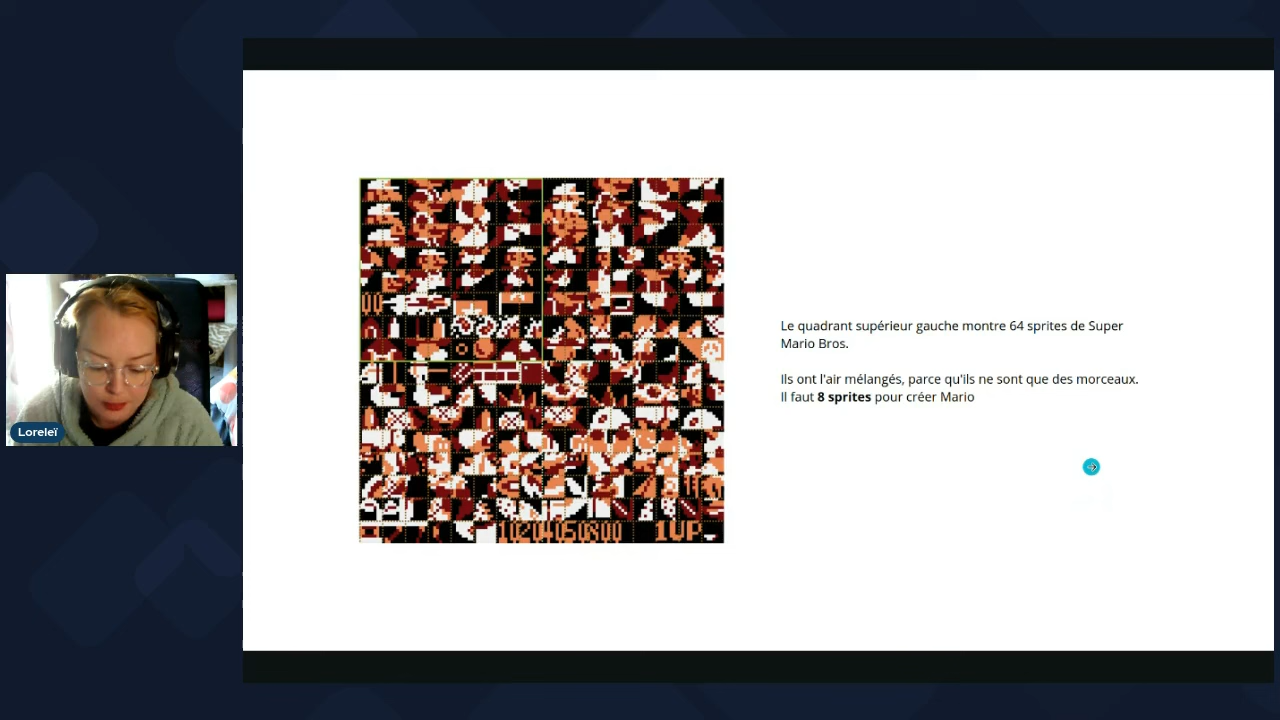 Le quadrant supérieur gauche montre 64 sprites de Super
Mario Bros.
Ils ont l'air mélangés, parce qu'ils ne sont que des morceaux.
Il faut 8 sprites pour créer Mario
Loreleï
1UP